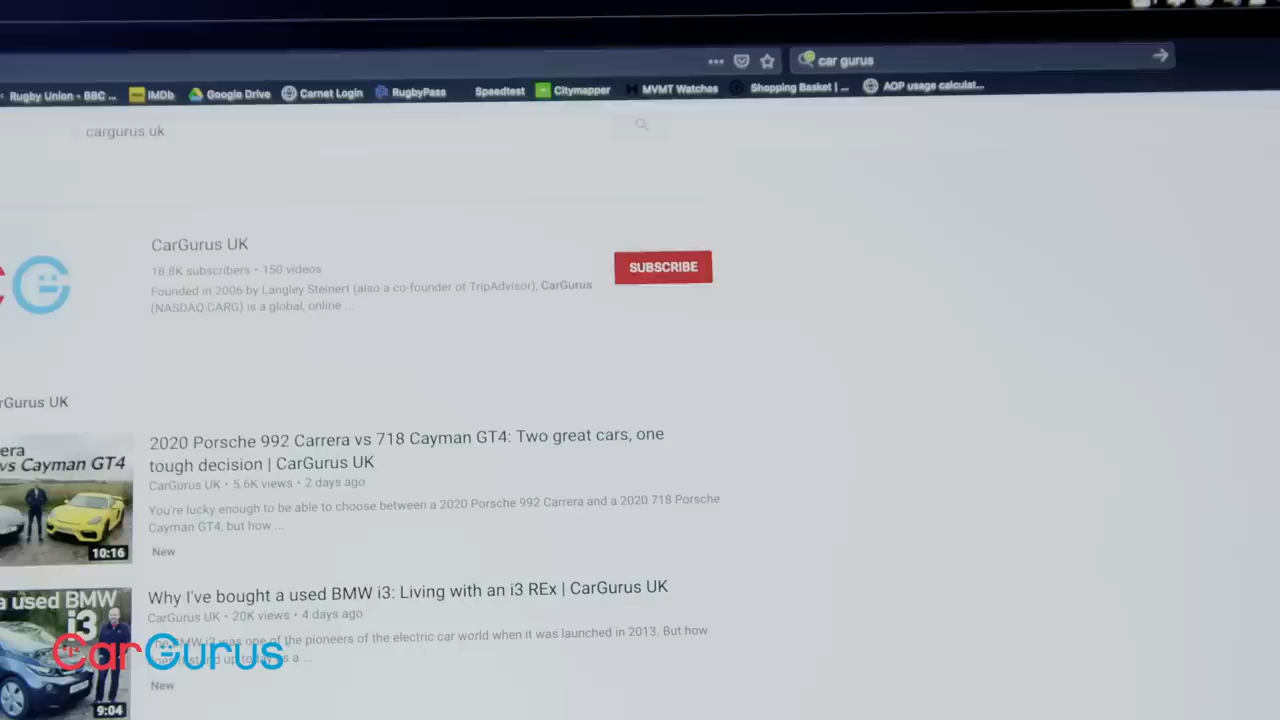 car gurus
Rugby Union - BBC ... IMDb Google Drive Carnet Login RugbyPass Speedtest Citymapper MVMT Watches Shopping Basket | ... AOP usage calculat...
cargurus uk
CarGurus UK
18.8K subscribers • 150 videos
SUBSCRIBE
Founded in 2006 by Langley Steinert (also a co-founder of TripAdvisor), CarGurus
(NASDAQ:CARG) is a global, online ...
CG
rGurus UK
era
vs Cayman GT4
10:16
2020 Porsche 992 Carrera vs 718 Cayman GT4: Two great cars, one
tough decision | CarGurus UK
CarGurus UK • 5.6K views • 2 days ago
You're lucky enough to be able to choose between a 2020 Porsche 992 Carrera and a 2020 718 Porsche
Cayman GT4, but how ...
New
a used BMW
i3
9:04
Why I've bought a used BMW i3: Living with an i3 REx | CarGurus UK
CarGurus UK • 20K views • 4 days ago
The BMW i3 was one of the pioneers of the electric car world when it was launched in 2013. But how
New
CarGurus